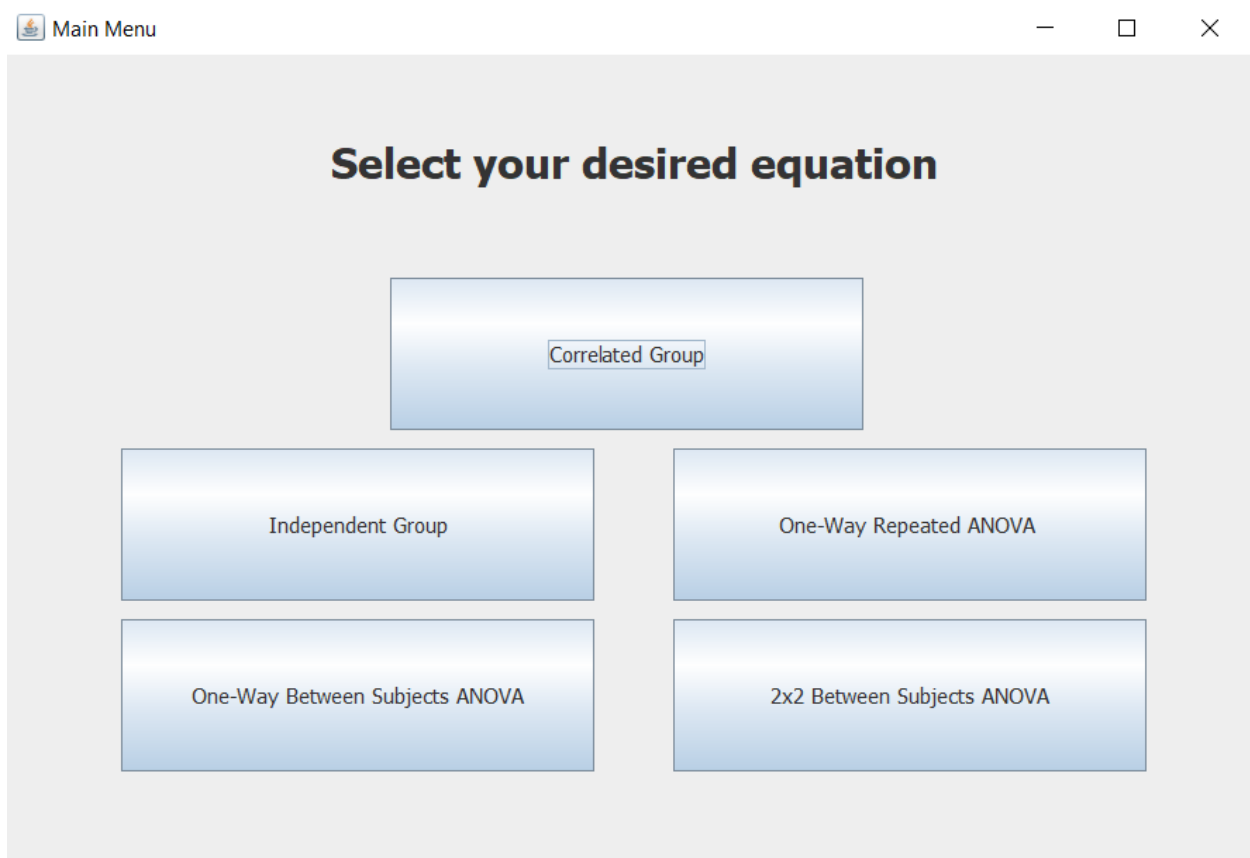 Main Menu
Select your desired equation
Correlated Group
Independent Group
One-Way Repeated ANOVA
One-Way Between Subjects ANOVA
2x2 Between Subjects ANOVA